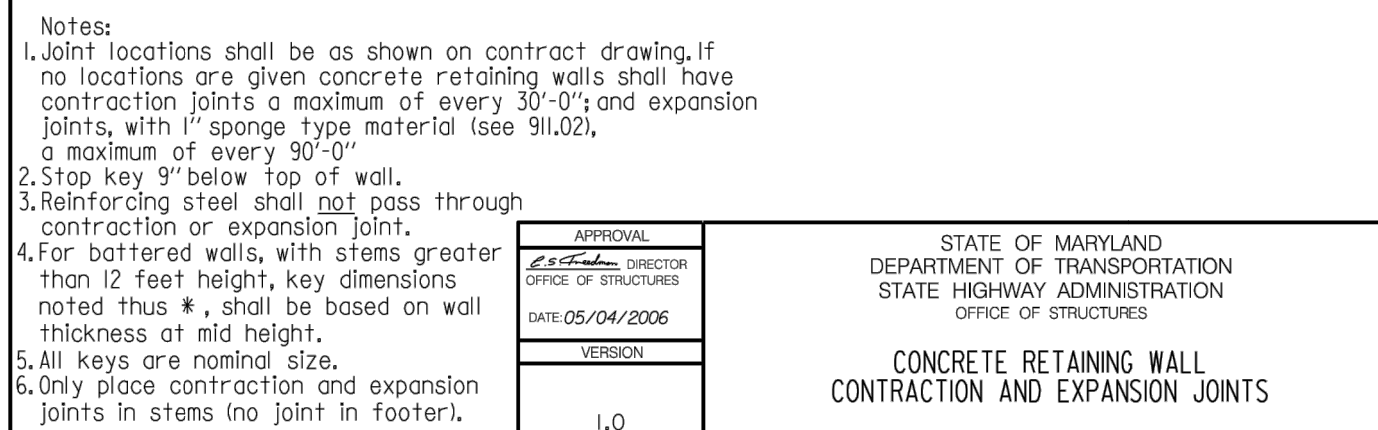 Notes:
1. Joint locations shall be as shown on contract drawing. If
no locations are given concrete retaining walls shall have
contraction joints a maximum of every 30'-0"; and expansion
joints, with 1" sponge type material (see 911.02),
a maximum of every 90'-0"
2. Stop key 9" below top of wall.
3. Reinforcing steel shall not pass through
contraction or expansion joint.
4. For battered walls, with stems greater
than 12 feet height, key dimensions
noted thus *, shall be based on wall
thickness at mid height.
5. All keys are nominal size.
6. Only place contraction and expansion
joints in stems (no joint in footer).
APPROVAL
E.S. Freedman DIRECTOR
OFFICE OF STRUCTURES
DATE: 05/04/2006
VERSION
1.0
STATE OF MARYLAND
DEPARTMENT OF TRANSPORTATION
STATE HIGHWAY ADMINISTRATION
OFFICE OF STRUCTURES
CONCRETE RETAINING WALL
CONTRACTION AND EXPANSION JOINTS